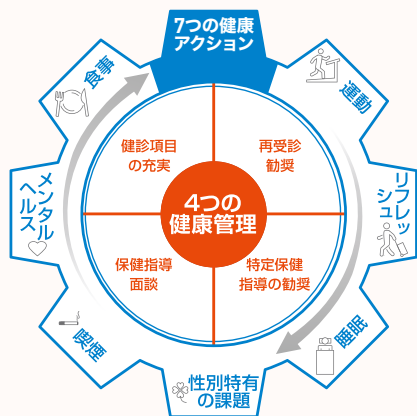 7つの健康
アクション
運動
リフレッ
シュ
睡眠
性別特有
の課題
喫煙
メンタル
ヘルス
食事
健診項目
の充実
再受診
勧奨
4つの
健康管理
保健指導
面談
特定保健
指導の勧奨